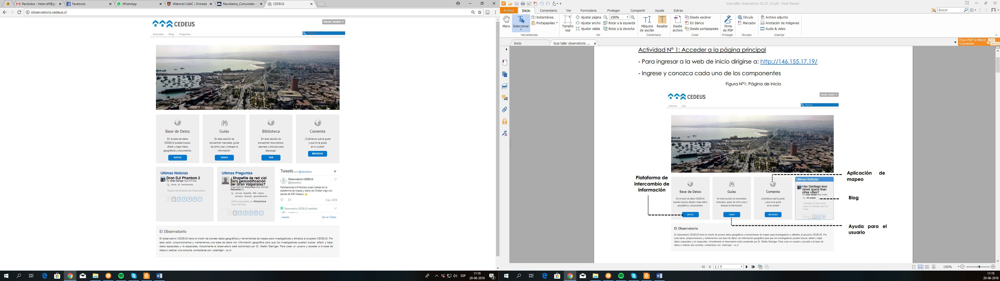 Recibidos - helen.dlf@gr
Facebook
WhatsApp
Webmail UdeC :: Entrada
Resultados_Comunales -
CEDEUS
observatorio.cedeus.cl
CEDEUS
Iniciar sesión
Actividad Blog Preguntas
Buscar
Base de Datos
En la base de datos
CEDEUS puedes buscar,
añadir y bajar datos
geográficos y documentos.
DATOS
Guías
En esta sección se
encuentran manuales, guías
de cómo usar y trabajar la
información.
GUIAS
Biblioteca
En esta sección se
encuentran documentos,
reportes y articulos para
descargar.
VER
Comenta
¡Cuéntanos qué te gusta
y que no te gusta
en tu ciudad!
MICIUDAD
Ultimas Noticias
Dron DJI Phantom 3
Por stefan steiniger hace 670 días
drone, dji, herramientas
Nueva Herramienta del Observatorio
< 1 2 3 4 5 >
Ultimas Preguntas
¿Shapefile de red vial
para geocodificación
del Gran Valparaíso?
Preguntado por Anonymous hace 398 días
Respuestas (1)
red vial, shapefile, SIG, urbano,
territorio, dirección, geocodificación
Última respuesta por Anonymous
hace 355 días
< 1 2 3 4 5 >
Tweets por @idecedeus
Observatorio CEDEUS
@idecedeus
Felicitaciones a Francisco quien trabajo en la
plataforma de mapas y datos de Chilean viejo con
aporte de IDE Cedeus
5 jun. 2018
Observatorio CEDEUS retwitteó
Insertar
Ver en Twitter
El Observatorio
El observatorio CEDEUS tiene la misión de proveer datos geográficos y herramientas de mapeo para investigadores y afiliados al proyecto CEDEUS. Por
esta razón, proporcionamos y mantenemos una base de datos con información geográfica para que los investigadores puedan buscar, añadir y bajar
datos espaciales y no espaciales. Actualmente el observatorio está coordinado por Dr. Stefan Steiniger. Para crear un usuario y acceder a la base de
datos o realizar una consulta, contactarse con: ssteiniger - uc.cl.
ESP
11:19
20-06-2018
2
Guia taller observatorio 02.07.15.pdf - Foxit Reader
Archivo Inicio Comentario Ver Formulario Proteger Compartir Ayuda Extras
Buscar
Mano
Seleccionar
Instantánea
Portapapeles
Herramientas
Tamaño
real
Ajustar página
Ajustar ancho
Ajustar visible
150%
Rotar a la izquierda
Rotar a la derecha
Ver
Máquina
de escribir
Resaltar
Comentario
Desde
archivo
Desde escáner
En blanco
Desde portapapeles
Crear
Firma
de PDF
Proteger
Vínculo
Marcador
Vínculos
Archivo adjunto
Anotación de imágenes
Audio & video
Insertar
Inicio
Guia taller observatorio ...
Free PDF to Word
Converter
PDF
Word
Actividad N° 1: Acceder a la página principal
- Para ingresar a la web de inicio dirigirse a: http://146.155.17.19/
- Ingrese y conozca cada uno de los componentes
Figura N°1: Página de inicio
CEDEUS
Iniciar sesión
Actividad Blog
Buscar
Plataforma de
intercambio de
información
Base de Datos
En la base de datos CEDEUS
puedes buscar, añadir y bajar datos
geográficos y documentos.
DATOS
Guías
En esta sección se encuentran
manuales, guías de cómo usar y
trabajar la información.
GUIAS
Comenta
¡Cuéntanos qué te gusta
y que no te gusta
en tu ciudad!
MICIUDAD
Ultimas Noticias
Has Santiago less
street space than
other cities?
GIS analysis
Estimation of urban street
space for Santiago and Sao
Paulo.
1 2 3
Aplicación de
mapeo
Blog
Ayuda para el
usuario
El Observatorio
El observatorio CEDEUS tiene la misión de proveer datos geográficos y herramientas de mapeo para investigadores y afiliados al proyecto CEDEUS. Por
esta razón, proporcionamos y mantenemos una base de datos con información geográfica para que los investigadores puedan buscar, añadir y bajar
datos espaciales y no espaciales. Actualmente el observatorio está coordinado por Dr. Stefan Steiniger. Para crear un usuario y acceder a la base de
datos o realizar una consulta, contactarse con: ssteiniger - uc.cl.
1 / 7
150%
11:19
20-06-2018